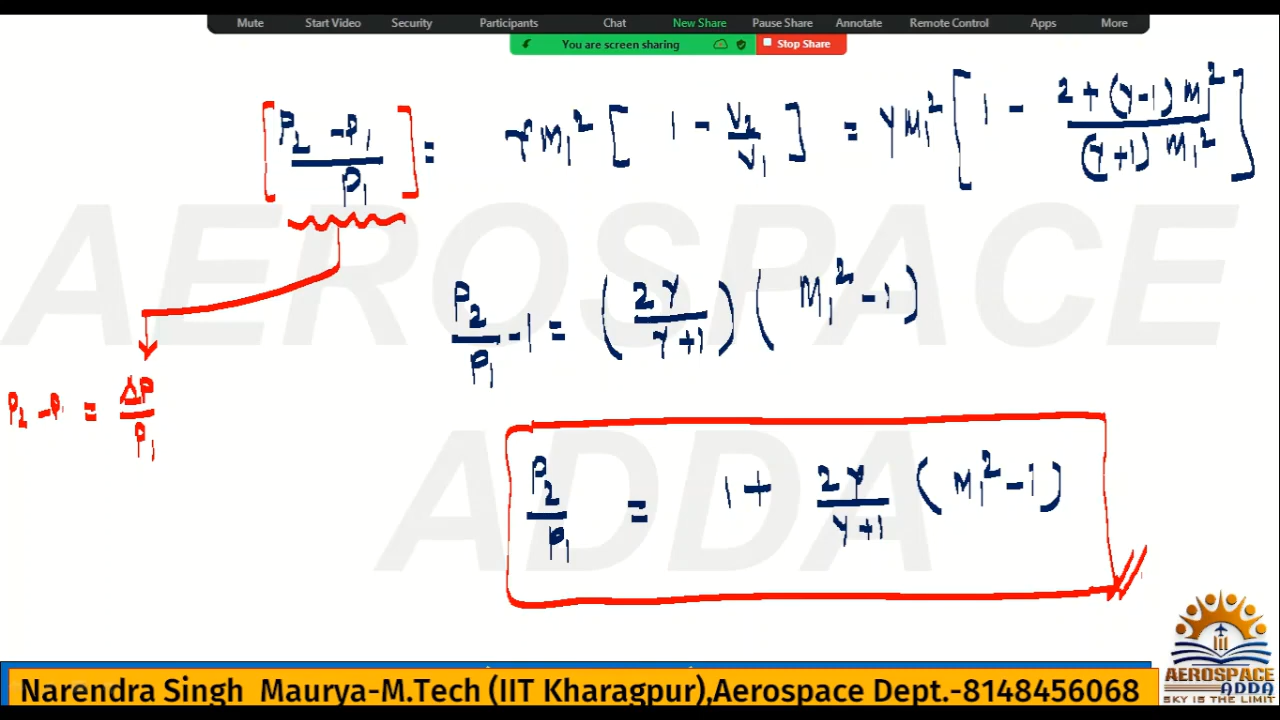 Mute Start Video Security Participants Chat New Share Pause Share Annotate Remote Control Apps More
You are screen sharing Stop Share
[P₂ - P₁ / P₁] = γM₁² [1 - V₂/V₁] = γM₁² [1 - 2 + (γ-1) M₁² / (γ+1) M₁²]
P₂/P₁ - 1 = (2γ/γ+1) (M₁² - 1)
P₂ - P₁ = ΔP/P₁
P₂/P₁ = 1 + 2γ/γ+1 (M₁² - 1)
AEROSPACE
ADDA
AEROSPACE
ADDA
SKY IS THE LIMIT
Narendra Singh Maurya-M.Tech (IIT Kharagpur),Aerospace Dept.-8148456068